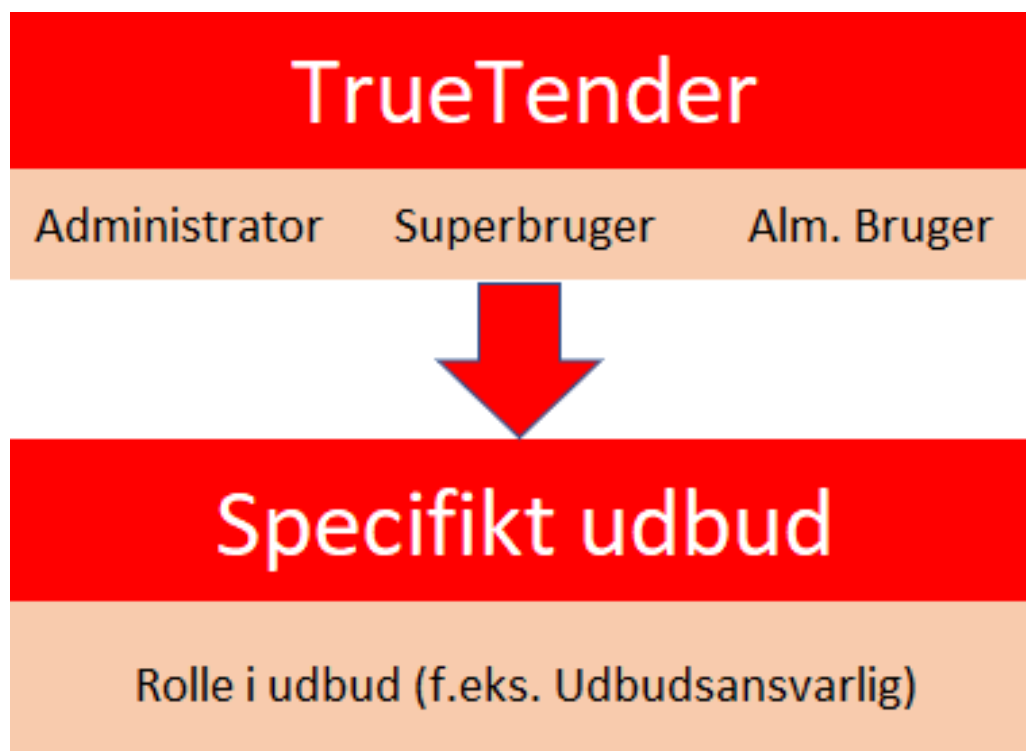 TrueTender
Administrator Superbruger Alm. Bruger
Specifikt udbud
Rolle i udbud (f.eks. Udbudsansvarlig)